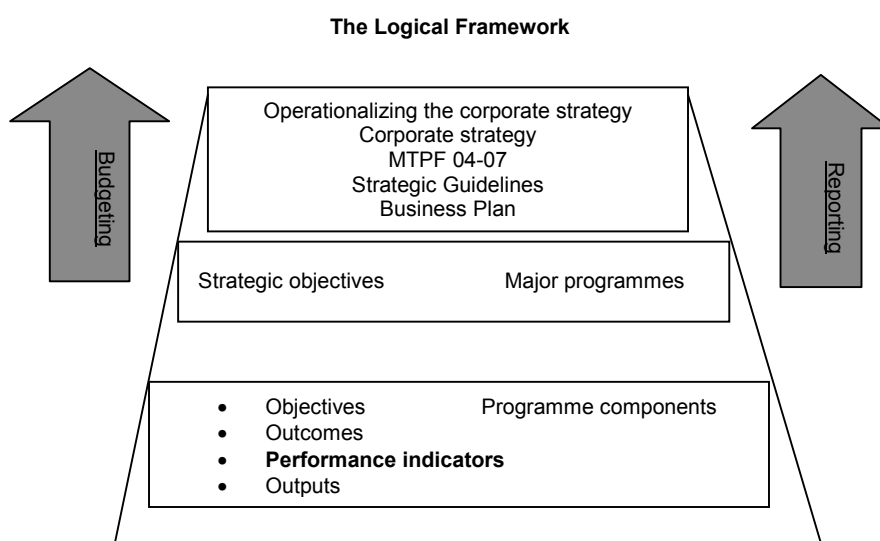 The Logical Framework
Operationalizing the corporate strategy
Corporate strategy
MTPF 04-07
Strategic Guidelines
Business Plan
Budgeting
Reporting
Strategic objectives Major programmes
• Objectives Programme components
• Outcomes
• Performance indicators
• Outputs